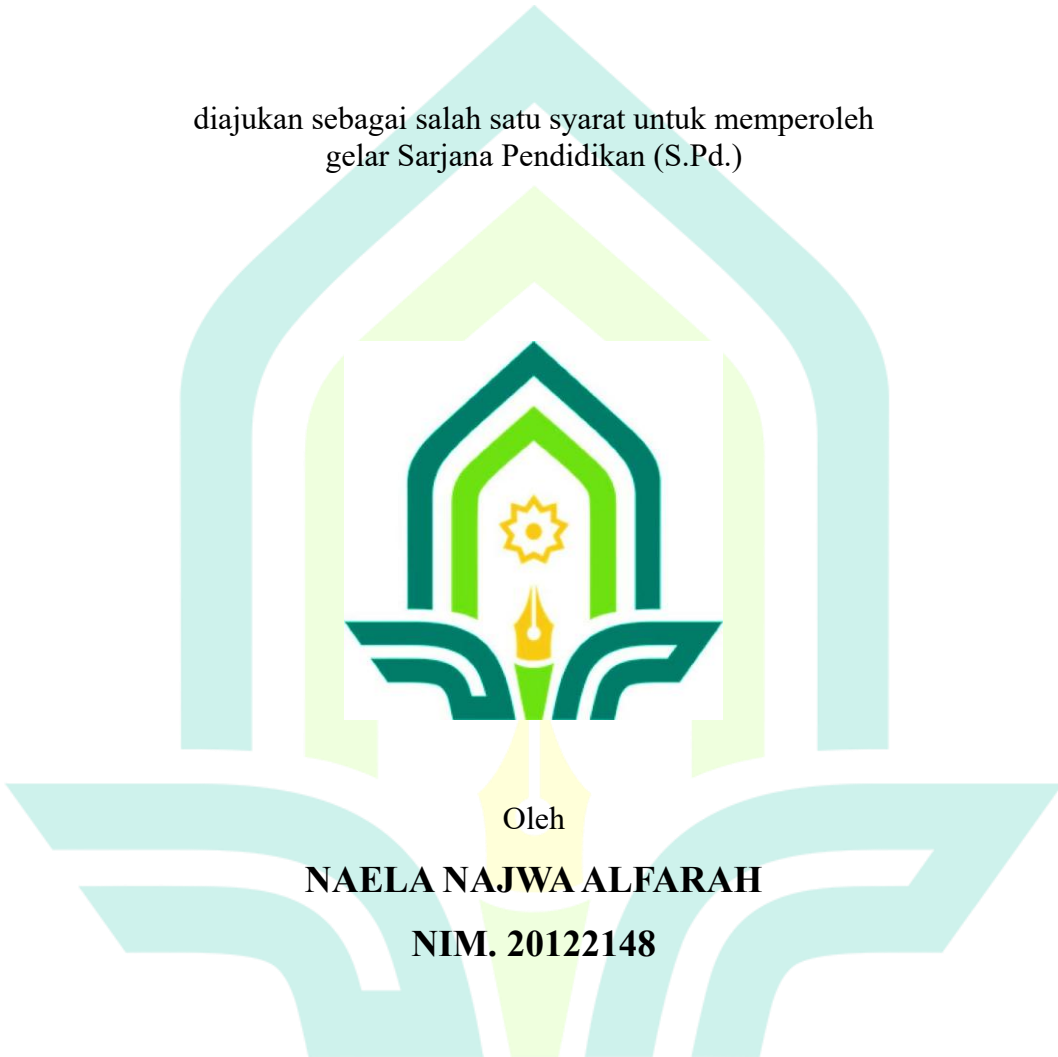 diajukan sebagai salah satu syarat untuk memperoleh
gelar Sarjana Pendidikan (S.Pd.)
Oleh
NAELA NAJWA ALFARAH
NIM. 20122148